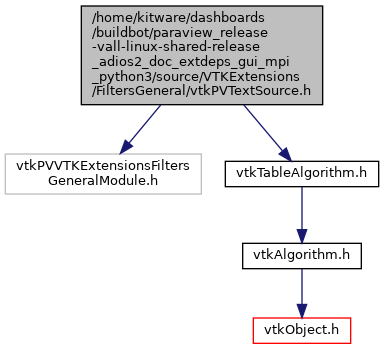 /home/kitware/dashboards
/buildbot/paraview_release
-vall-linux-shared-release
_adios2_doc_extdeps_gui_mpi
_python3/source/VTKExtensions
/FiltersGeneral/vtkPVTextSource.h
vtkPVVTKExtensionsFilters
GeneralModule.h
vtkTableAlgorithm.h
vtkAlgorithm.h
vtkObject.h